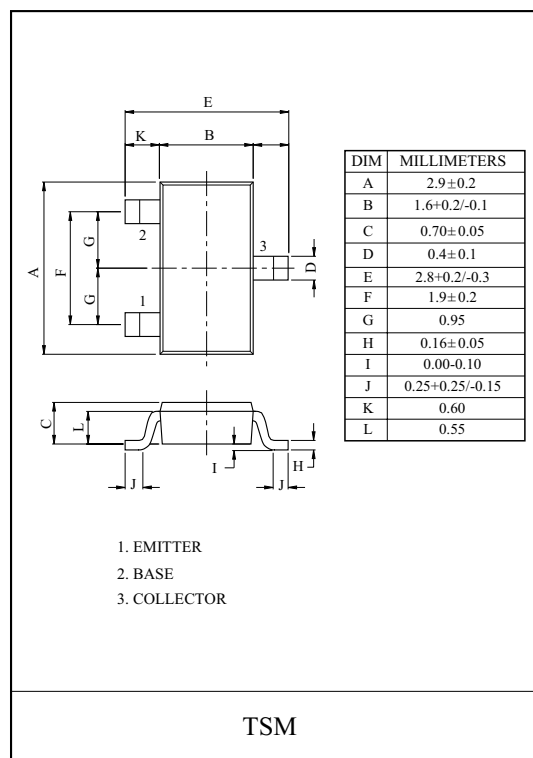 E
K B
A
F
G
G
2
1
3
D
C
L
J
I
H
J
DIM MILLIMETERS
A 2.9±0.2
B 1.6+0.2/-0.1
C 0.70±0.05
D 0.4±0.1
E 2.8+0.2/-0.3
F 1.9±0.2
G 0.95
H 0.16±0.05
I 0.00-0.10
J 0.25+0.25/-0.15
K 0.60
L 0.55
1. EMITTER
2. BASE
3. COLLECTOR
TSM